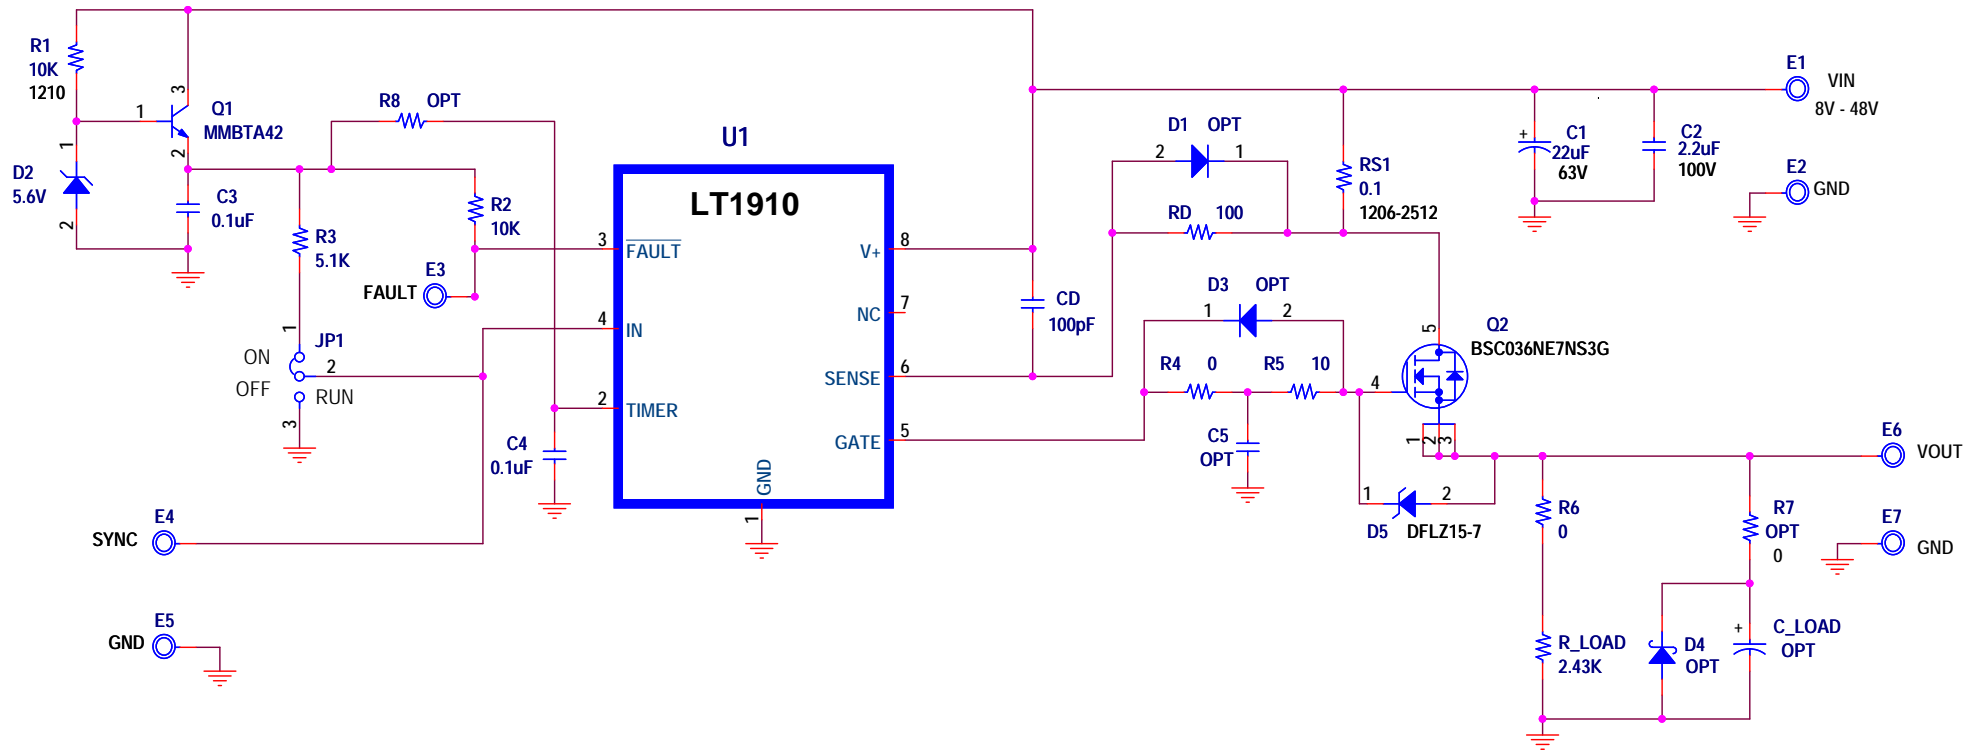 R1
10K
1210
3
1
Q1
MMBTA42
2
D2
5.6V
1
2
C3
0.1uF
R8 OPT
R3
5.1K
R2
10K
E3
FAULT
JP1
1
2
3
ON
OFF
RUN
E4
SYNC
E5
GND
C4
0.1uF
U1
LT1910
3 FAULT
4 IN
2 TIMER
GND
1
V+ 8
NC 7
SENSE 6
GATE 5
CD
100pF
D1 OPT
2 1
RD 100
RS1
0.1
1206-2512
D3 OPT
1 2
R4 0
R5 10
C5
OPT
Q2
BSC036NE7NS3G
5
4
1 2 3
1 2
D5 DFLZ15-7
+ C1
22uF
63V
C2
2.2uF
100V
E1
VIN
8V - 48V
E2
GND
E6
VOUT
E7
GND
R6
0
R7
OPT
0
R_LOAD
2.43K
D4
OPT
+ C_LOAD
OPT